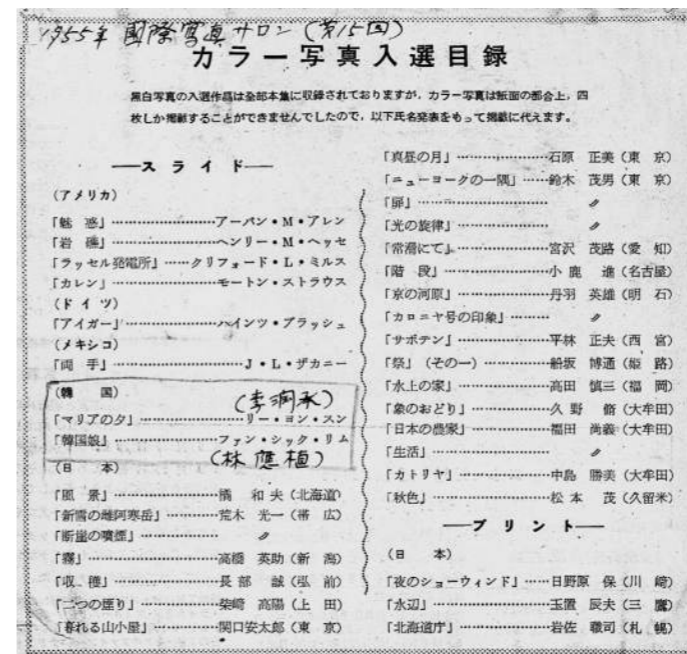 1955年 國際寫真サロン(第15回)
カラー写真入選目録
黒白写真の入選作品は全部本集に収録されておりますが,カラー写真は紙面の都合上,四
枚しか掲載することができませんでしたので,以下氏名発表をもって掲載に代えます。
――スライド――
(アメリカ)
「魅 惑」……………………アーバン・M・アレン
「岩 礁」……………………ヘンリー・M・ヘッセ
「ラッセル発電所」……クリフォード・L・ミルス
「カレン」……………………モートン・ストラウス
(ドイツ)
「アイガー」…………………ハインツ・ブラッシュ
(メキシコ)
「両 手」……………………………J・L・ザカニー
(韓 国)
(李潤承)
「マリアの夕」……………………リー・ヨン・スン
「韓国娘」………………ファン・シック・リム
(林應植)
(日 本)
「風 景」……………………橘 和夫(北海道)
「新雪の雌阿寒岳」…………荒木 光一(帯 広)
「断崖の噴煙」………………〃
「霧」…………………………高橋 英助(新 潟)
「収 穫」……………………長部 誠(弘 前)
「二つの煙り」………………柴崎 高陽(上 田)
「暮れる山小屋」……………関口安太郎(東 京)
「真昼の月」…………………石原 正美(東 京)
「ニューヨークの一隅」……鈴木 茂男(東 京)
「扉」…………………………〃
「光の旋律」…………………〃
「常滑にて」…………………宮沢 茂路(愛 知)
「階 段」……………………小鹿 進(名古屋)
「京の河原」…………………丹羽 英雄(明 石)
「カロニヤ号の印象」………〃
「サボテン」…………………平林 正夫(西 宮)
「祭」(その一)……………船坂 博通(姫 路)
「水上の家」…………………高田 慎三(福 岡)
「象のおどり」………………久野 脩(大牟田)
「日本の農家」………………福田 尚義(大牟田)
「生活」………………………〃
「カトリヤ」…………………中島 勝美(大牟田)
「秋色」………………………松本 茂(久留米)
――プリント――
(日 本)
「夜のショーウィンド」……日野原 保(川 崎)
「水辺」………………………玉置 辰夫(三 鷹)
「北海道庁」…………………岩佐 職司(札 幌)